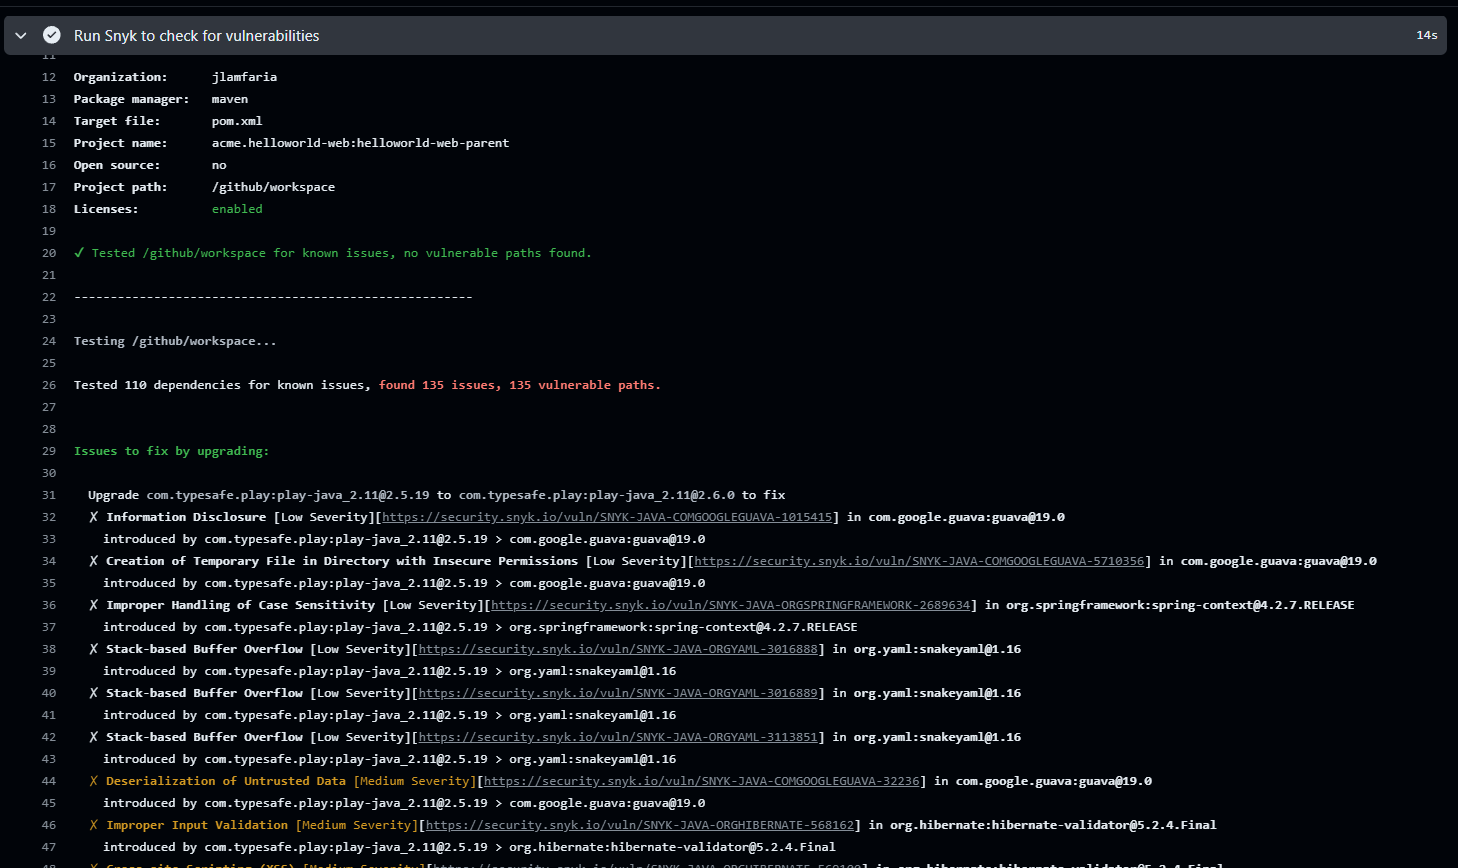 Run Snyk to check for vulnerabilities 14s
11
12 Organization: jlamfaria
13 Package manager: maven
14 Target file: pom.xml
15 Project name: acme.helloworld-web:helloworld-web-parent
16 Open source: no
17 Project path: /github/workspace
18 Licenses: enabled
19
20 ✓ Tested /github/workspace for known issues, no vulnerable paths found.
21
22 -------------------------------------------------------
23
24 Testing /github/workspace...
25
26 Tested 110 dependencies for known issues, found 135 issues, 135 vulnerable paths.
27
28
29 Issues to fix by upgrading:
30
31 Upgrade com.typesafe.play:play-java_2.11@2.5.19 to com.typesafe.play:play-java_2.11@2.6.0 to fix
32 ✗ Information Disclosure [Low Severity][https://security.snyk.io/vuln/SNYK-JAVA-COMGOOGLEGUAVA-1015415] in com.google.guava:guava@19.0
33 introduced by com.typesafe.play:play-java_2.11@2.5.19 > com.google.guava:guava@19.0
34 ✗ Creation of Temporary File in Directory with Insecure Permissions [Low Severity][https://security.snyk.io/vuln/SNYK-JAVA-COMGOOGLEGUAVA-5710356] in com.google.guava:guava@19.0
35 introduced by com.typesafe.play:play-java_2.11@2.5.19 > com.google.guava:guava@19.0
36 ✗ Improper Handling of Case Sensitivity [Low Severity][https://security.snyk.io/vuln/SNYK-JAVA-ORGSPRINGFRAMEWORK-2689634] in org.springframework:spring-context@4.2.7.RELEASE
37 introduced by com.typesafe.play:play-java_2.11@2.5.19 > org.springframework:spring-context@4.2.7.RELEASE
38 ✗ Stack-based Buffer Overflow [Low Severity][https://security.snyk.io/vuln/SNYK-JAVA-ORGYAML-3016888] in org.yaml:snakeyaml@1.16
39 introduced by com.typesafe.play:play-java_2.11@2.5.19 > org.yaml:snakeyaml@1.16
40 ✗ Stack-based Buffer Overflow [Low Severity][https://security.snyk.io/vuln/SNYK-JAVA-ORGYAML-3016889] in org.yaml:snakeyaml@1.16
41 introduced by com.typesafe.play:play-java_2.11@2.5.19 > org.yaml:snakeyaml@1.16
42 ✗ Stack-based Buffer Overflow [Low Severity][https://security.snyk.io/vuln/SNYK-JAVA-ORGYAML-3113851] in org.yaml:snakeyaml@1.16
43 introduced by com.typesafe.play:play-java_2.11@2.5.19 > org.yaml:snakeyaml@1.16
44 ✗ Deserialization of Untrusted Data [Medium Severity][https://security.snyk.io/vuln/SNYK-JAVA-COMGOOGLEGUAVA-32236] in com.google.guava:guava@19.0
45 introduced by com.typesafe.play:play-java_2.11@2.5.19 > com.google.guava:guava@19.0
46 ✗ Improper Input Validation [Medium Severity][https://security.snyk.io/vuln/SNYK-JAVA-ORGHIBERNATE-568162] in org.hibernate:hibernate-validator@5.2.4.Final
47 introduced by com.typesafe.play:play-java_2.11@2.5.19 > org.hibernate:hibernate-validator@5.2.4.Final
48 ✗ Cross-site Scripting (XSS) [Medium Severity]